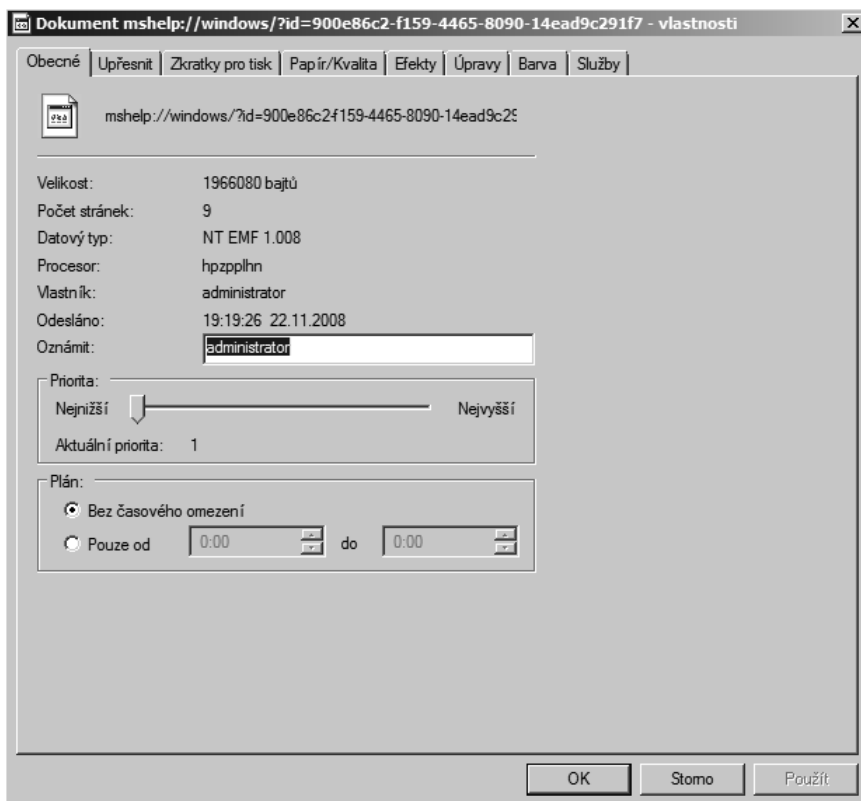 Dokument mshelp://windows/?id=900e86c2-f159-4465-8090-14ead9c291f7 - vlastnosti
Obecné Upřesnit Zkratky pro tisk Papír/Kvalita Efekty Úpravy Barva Služby
mshelp://windows/?id=900e86c2-f159-4465-8090-14ead9c29
Velikost: 1966080 bajtů
Počet stránek: 9
Datový typ: NT EMF 1.008
Procesor: hpzpplhn
Vlastník: administrator
Odesláno: 19:19:26 22.11.2008
Oznámit: administrator
Priorita:
Nejnižší Nejvyšší
Aktuální priorita: 1
Plán:
Bez časového omezení
Pouze od 0:00 do 0:00
OK Storno Použít